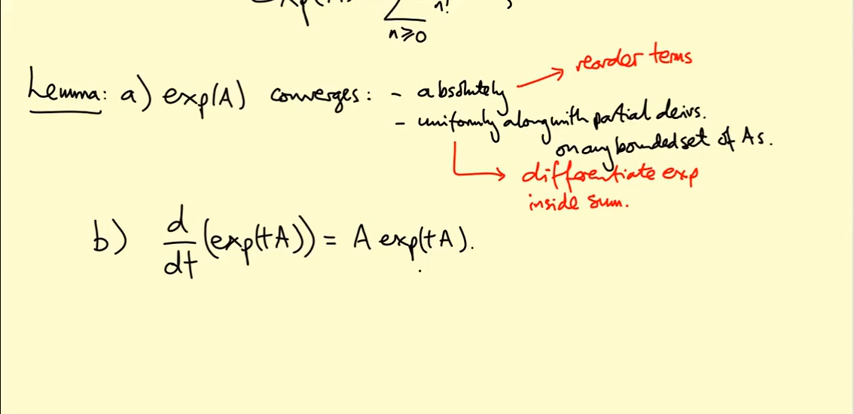 exp(A) = ∑ n≥0 n! ,
Lemma: a) exp(A) converges: - absolutely → reorder terms
- uniformly along with partial derivs.
on any bounded set of As.
→ differentiate exp
inside sum.
b) d/dt (exp(tA)) = A exp(tA).